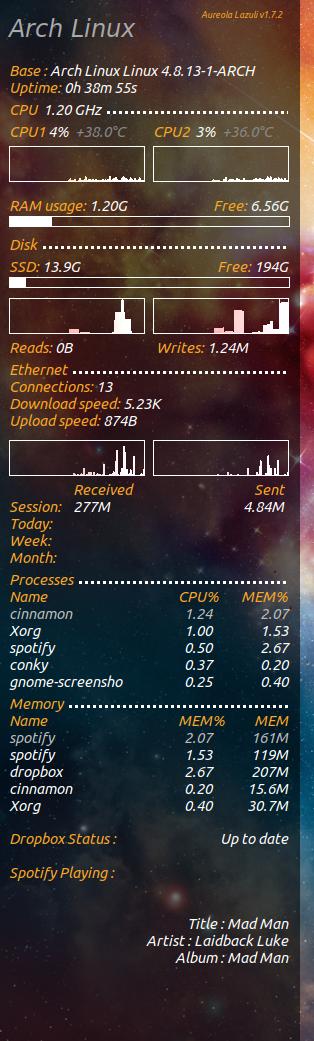 Aureola Lazuli v1.7.2
Arch Linux
Base : Arch Linux Linux 4.8.13-1-ARCH
Uptime: 0h 38m 55s
CPU 1.20 GHz
CPU1 4% +38.0°C CPU2 3% +36.0°C
RAM usage: 1.20G Free: 6.56G
Disk
SSD: 13.9G Free: 194G
Reads: 0B Writes: 1.24M
Ethernet
Connections: 13
Download speed: 5.23K
Upload speed: 874B
Received Sent
Session: 277M 4.84M
Today:
Week:
Month:
Processes
Name CPU% MEM%
cinnamon 1.24 2.07
Xorg 1.00 1.53
spotify 0.50 2.67
conky 0.37 0.20
gnome-screensho 0.25 0.40
Memory
Name MEM% MEM
spotify 2.07 161M
spotify 1.53 119M
dropbox 2.67 207M
cinnamon 0.20 15.6M
Xorg 0.40 30.7M
Dropbox Status : Up to date
Spotify Playing :
Title : Mad Man
Artist : Laidback Luke
Album : Mad Man